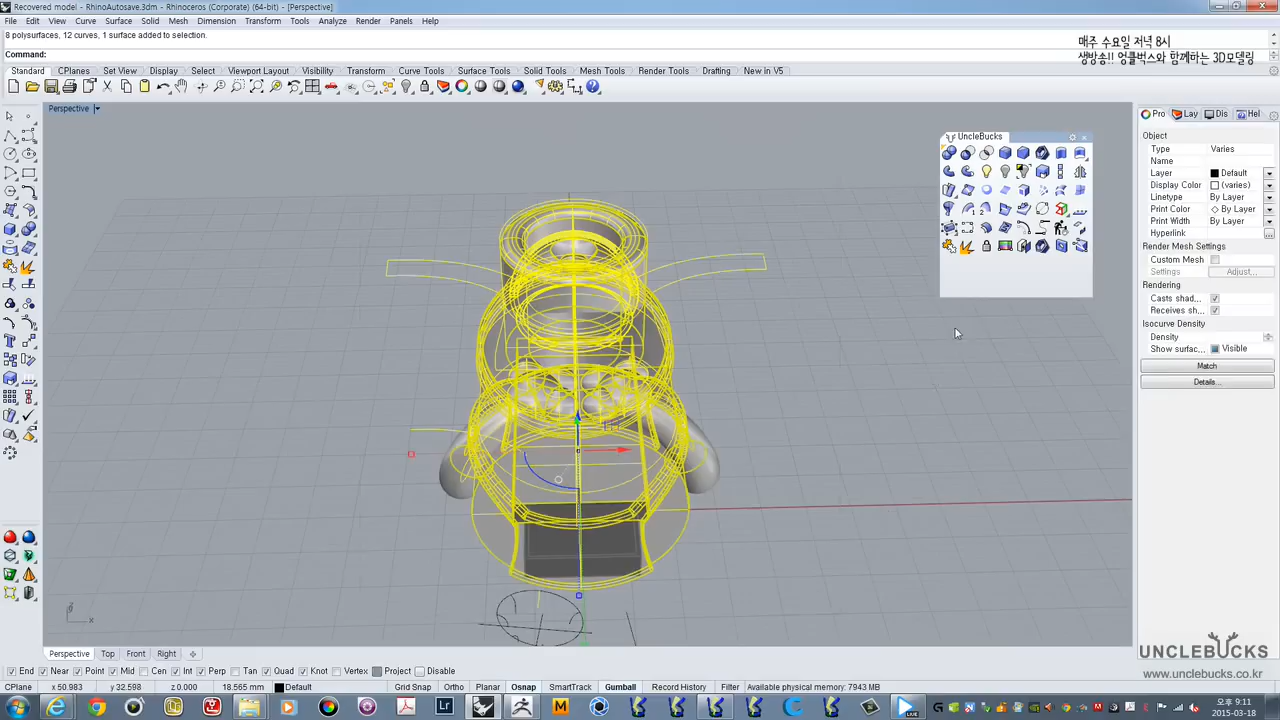 Recovered model - RhinoAutosave.3dm - Rhinoceros (Corporate) (64-bit) - [Perspective]
File Edit View Curve Surface Solid Mesh Dimension Transform Tools Analyze Render Panels Help
8 polysurfaces, 12 curves, 1 surface added to selection.
Command:
매주 수요일 저녁 8시
생방송!! 엉클벅스와 함께하는 3D모델링
Standard CPlanes Set View Display Select Viewport Layout Visibility Transform Curve Tools Surface Tools Solid Tools Mesh Tools Render Tools Drafting New in V5
Perspective
UncleBucks
Pro Lay Dis Hel
Object
Type Varies
Name
Layer Default
Display Color (varies)
Linetype By Layer
Print Color By Layer
Print Width By Layer
Hyperlink
Render Mesh Settings
Custom Mesh
Settings Adjust...
Rendering
Casts shad...
Receives sh...
Isocurve Density
Density
Show surfac... Visible
Match
Details...
x
Perspective Top Front Right
End Near Point Mid Cen Int Perp Tan Quad Knot Vertex Project Disable
CPlane x 50.983 y 32.598 z 0.000 18.565 mm Default Grid Snap Ortho Planar Osnap SmartTrack Gumball Record History Filter Available physical memory: 7943 MB
UNCLEBUCKS
www.unclebucks.co.kr
Lr M LIVE
오후 9:11
2015-03-18